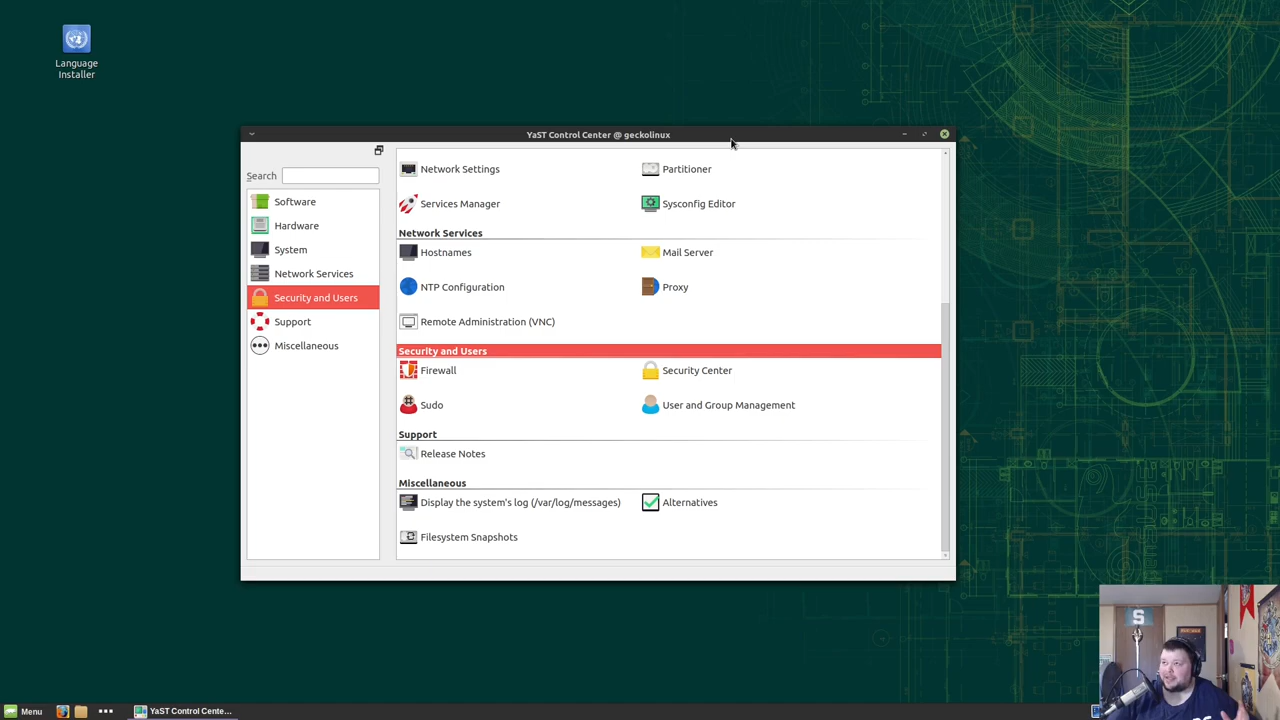 Language
Installer
YaST Control Center @ geckolinux
Search
Software
Hardware
System
Network Services
Security and Users
Support
Miscellaneous
Network Settings
Partitioner
Services Manager
Sysconfig Editor
Network Services
Hostnames
Mail Server
NTP Configuration
Proxy
Remote Administration (VNC)
Security and Users
Firewall
Security Center
Sudo
User and Group Management
Support
Release Notes
Miscellaneous
Display the system's log (/var/log/messages)
Alternatives
Filesystem Snapshots
S
Menu
YaST Control Cente...